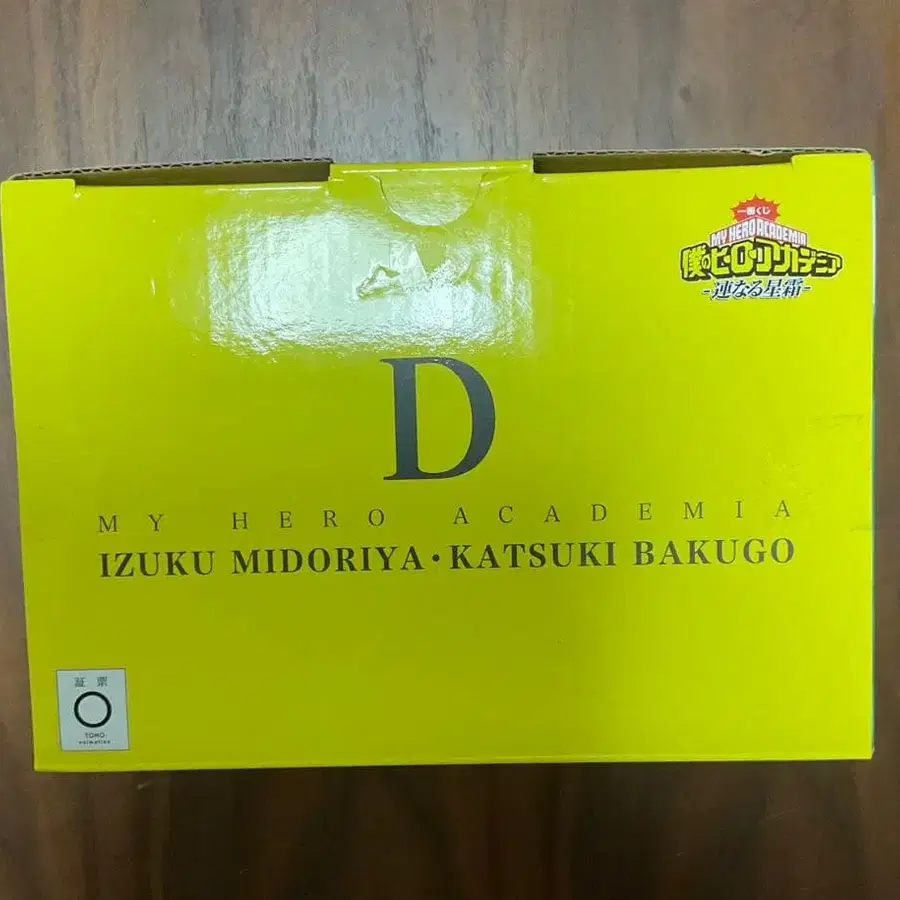 一番くじ
MY HERO ACADEMIA
僕のヒーローアカデミア
-連なる星霜-
D
MY HERO ACADEMIA
IZUKU MIDORIYA・KATSUKI BAKUGO
証票
TOHO
animation